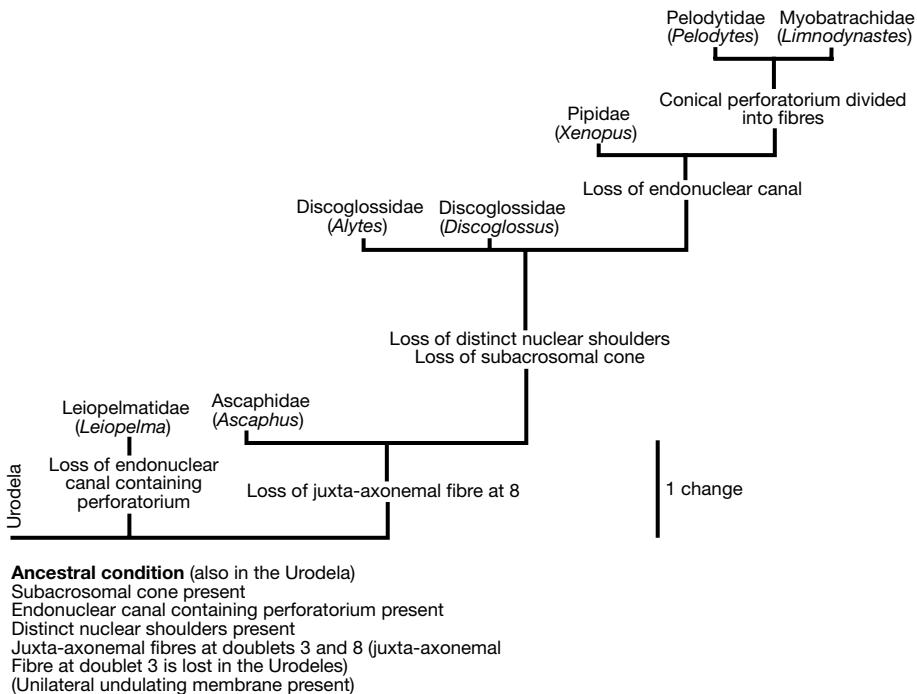 Pelodytidae
(Pelodytes)
Myobatrachidae
(Limnodynastes)
Conical perforatorium divided
into fibres
Pipidae
(Xenopus)
Loss of endonuclear canal
Discoglossidae
(Alytes)
Discoglossidae
(Discoglossus)
Loss of distinct nuclear shoulders
Loss of subacrosomal cone
Leiopelmatidae
(Leiopelma)
Ascaphidae
(Ascaphus)
Urodela
Loss of endonuclear
canal containing
perforatorium
Loss of juxta-axonemal fibre at 8
1 change
Ancestral condition (also in the Urodela)
Subacrosomal cone present
Endonuclear canal containing perforatorium present
Distinct nuclear shoulders present
Juxta-axonemal fibres at doublets 3 and 8 (juxta-axonemal
Fibre at doublet 3 is lost in the Urodeles)
(Unilateral undulating membrane present)